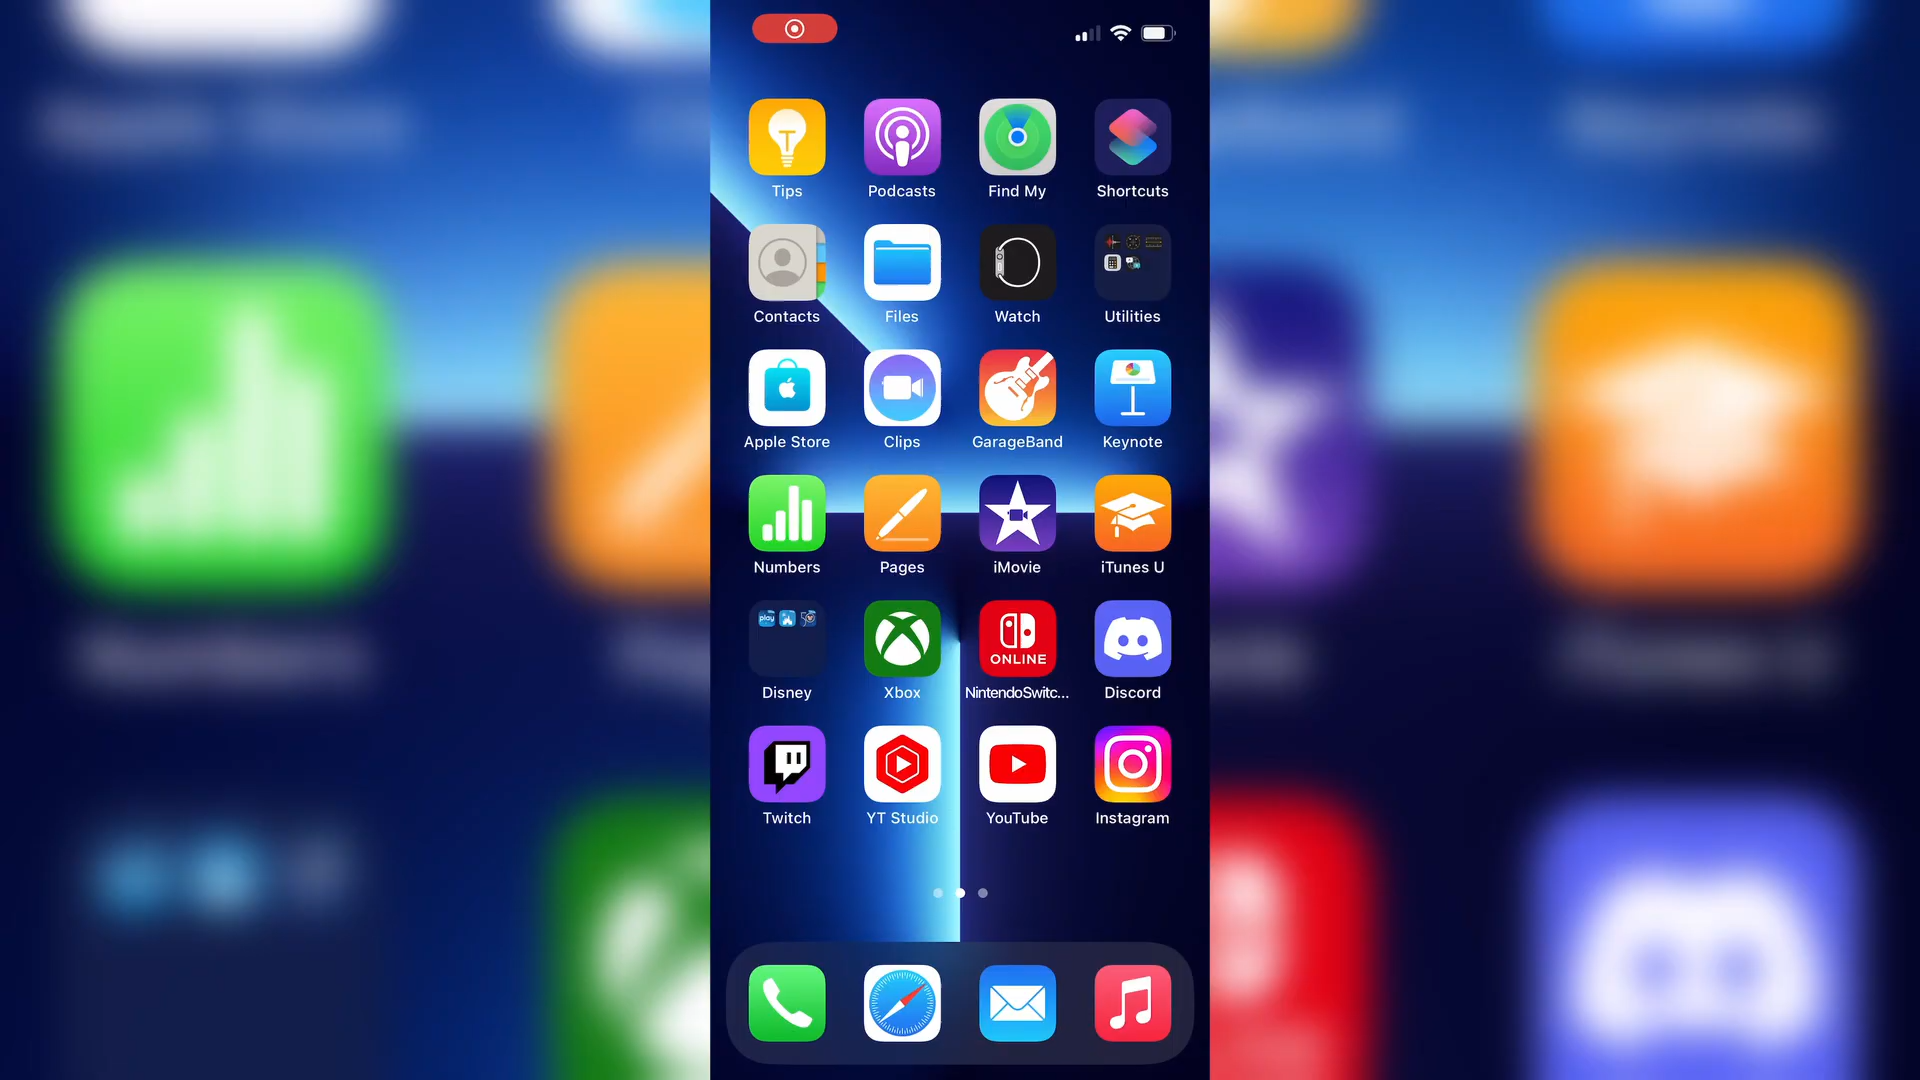 Tips Podcasts Find My Shortcuts
Contacts Files Watch Utilities
Apple Store Clips GarageBand Keynote
Numbers Pages iMovie iTunes U
play
ONLINE
Disney Xbox NintendoSwitc... Discord
Twitch YT Studio YouTube Instagram